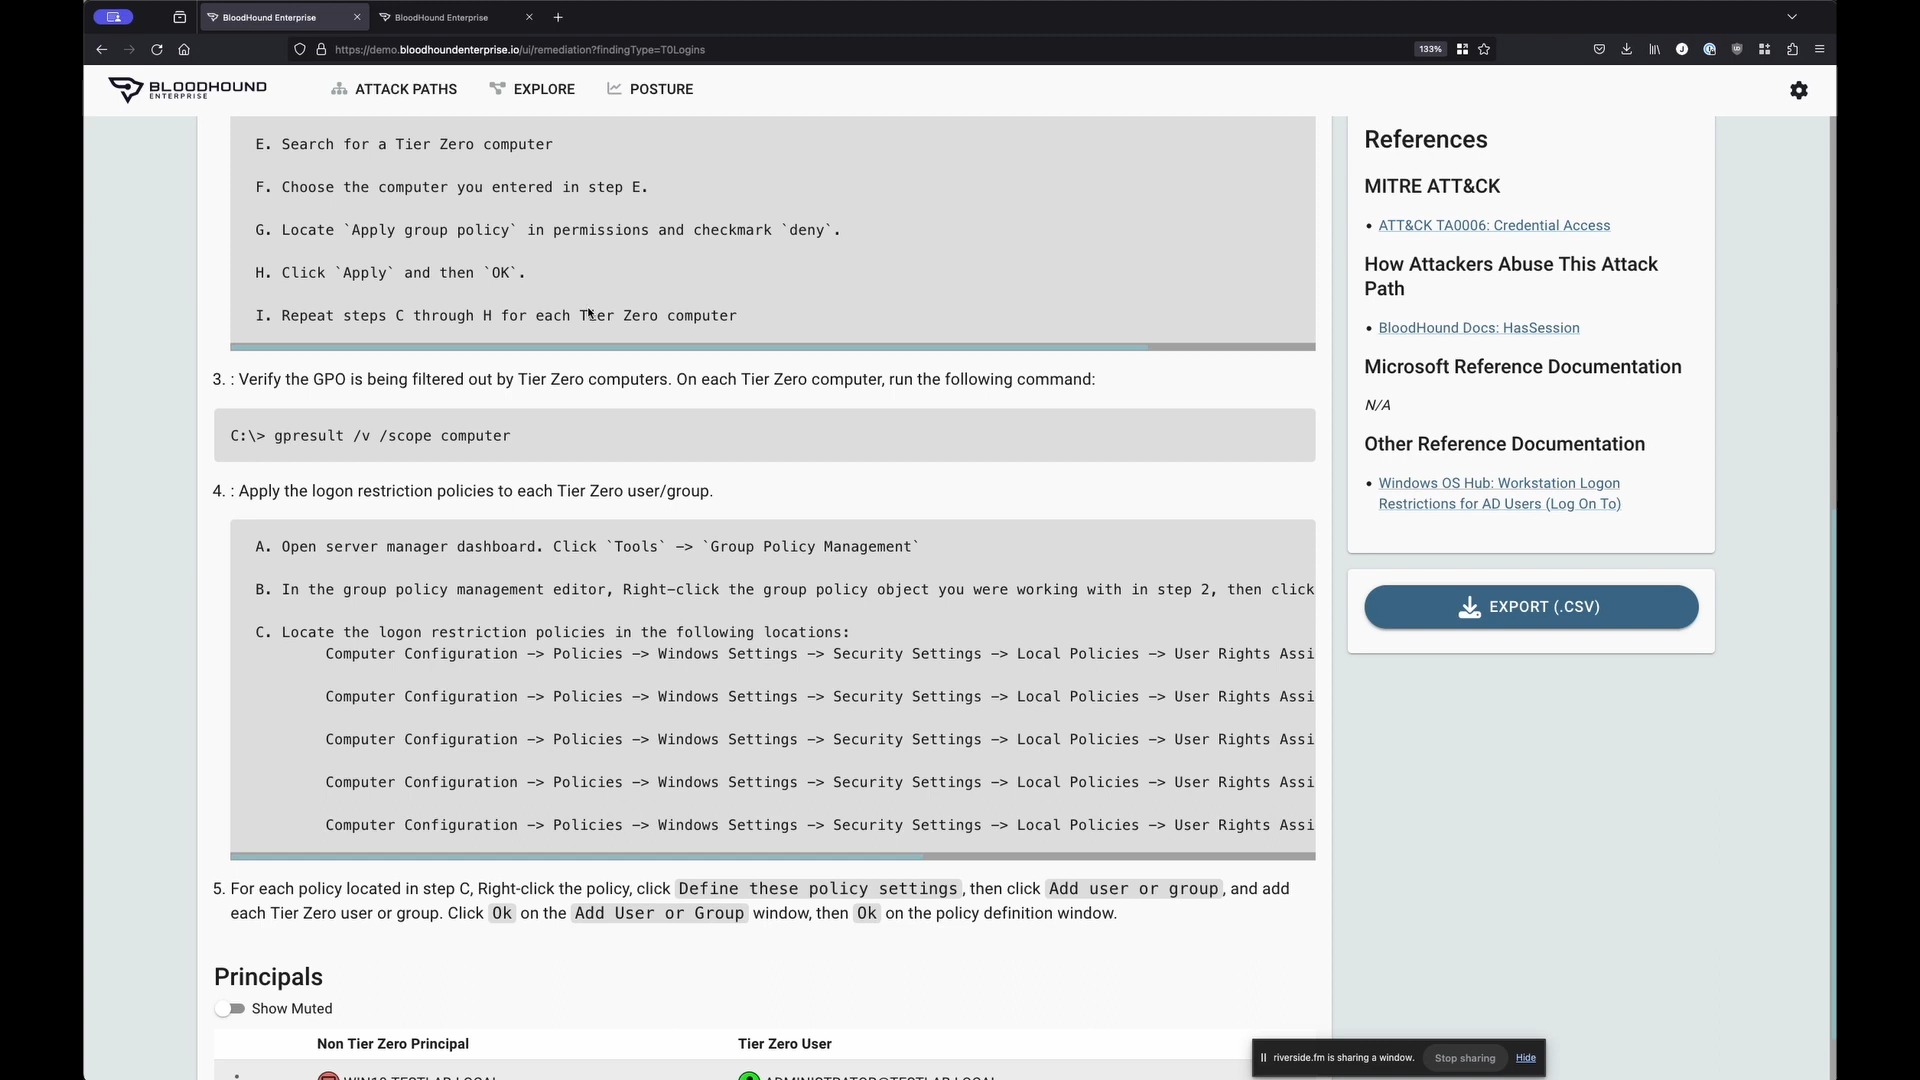 BloodHound Enterprise
BloodHound Enterprise
https://demo.bloodhoundenterprise.io/ui/remediation?findingType=T0Logins
133%
BLOODHOUND
ENTERPRISE
ATTACK PATHS
EXPLORE
POSTURE
E. Search for a Tier Zero computer
F. Choose the computer you entered in step E.
G. Locate `Apply group policy` in permissions and checkmark `deny`.
H. Click `Apply` and then `OK`.
I. Repeat steps C through H for each Tier Zero computer
3. : Verify the GPO is being filtered out by Tier Zero computers. On each Tier Zero computer, run the following command:
C:\> gpresult /v /scope computer
4. : Apply the logon restriction policies to each Tier Zero user/group.
A. Open server manager dashboard. Click `Tools` -> `Group Policy Management`
B. In the group policy management editor, Right-click the group policy object you were working with in step 2, then click
C. Locate the logon restriction policies in the following locations:
Computer Configuration -> Policies -> Windows Settings -> Security Settings -> Local Policies -> User Rights Assi
Computer Configuration -> Policies -> Windows Settings -> Security Settings -> Local Policies -> User Rights Assi
Computer Configuration -> Policies -> Windows Settings -> Security Settings -> Local Policies -> User Rights Assi
Computer Configuration -> Policies -> Windows Settings -> Security Settings -> Local Policies -> User Rights Assi
Computer Configuration -> Policies -> Windows Settings -> Security Settings -> Local Policies -> User Rights Assi
5. For each policy located in step C, Right-click the policy, click Define these policy settings, then click Add user or group, and add
each Tier Zero user or group. Click Ok on the Add User or Group window, then Ok on the policy definition window.
Principals
Show Muted
Non Tier Zero Principal
Tier Zero User
WIN10.TESTLAB.LOCAL
ADMINISTRATOR@TESTLAB.LOCAL
References
MITRE ATT&CK
• ATT&CK TA0006: Credential Access
How Attackers Abuse This Attack
Path
• BloodHound Docs: HasSession
Microsoft Reference Documentation
N/A
Other Reference Documentation
• Windows OS Hub: Workstation Logon
Restrictions for AD Users (Log On To)
EXPORT (.CSV)
riverside.fm is sharing a window.
Stop sharing
Hide